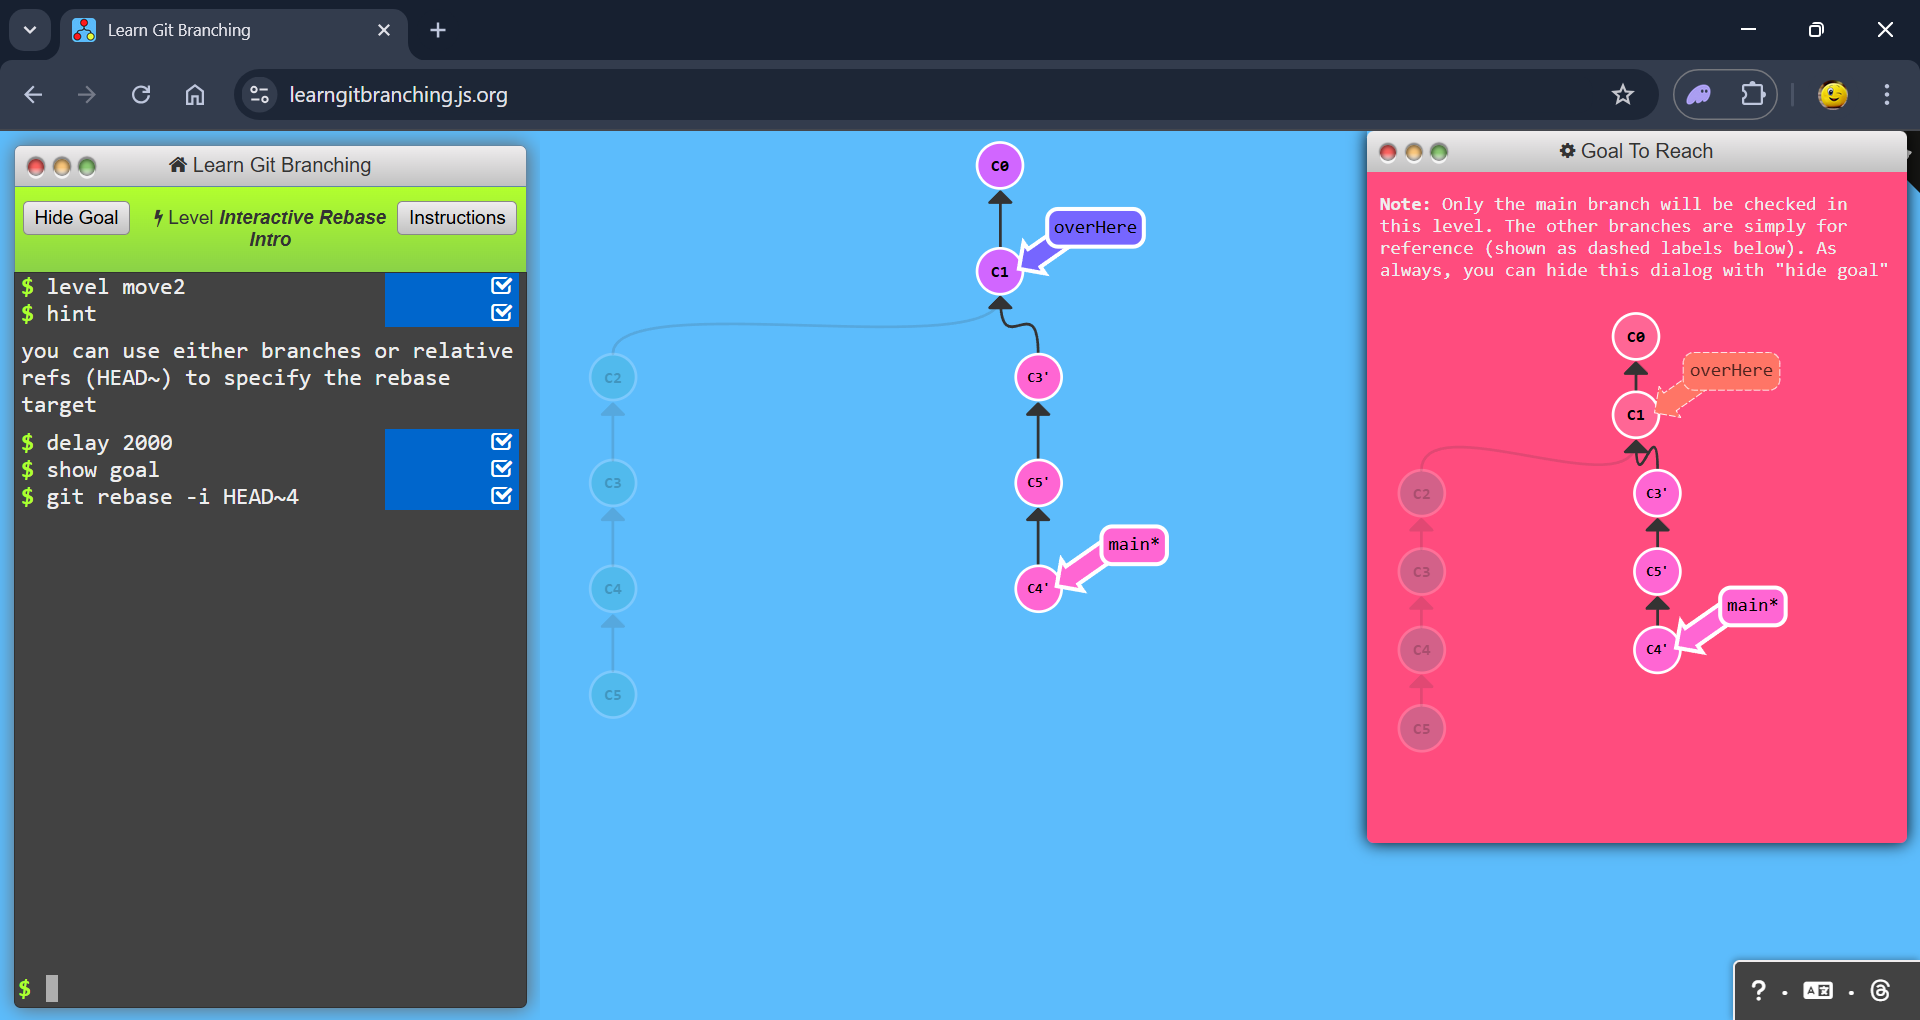 Learn Git Branching
learngitbranching.js.org
Learn Git Branching
Hide Goal
Level Interactive Rebase
Intro
Instructions
$ level move2
$ hint
you can use either branches or relative
refs (HEAD~) to specify the rebase
target
$ delay 2000
$ show goal
$ git rebase -i HEAD~4
$
C0
overHere
C1
C2
C3'
C3
C5'
main*
C4
C4'
C5
Goal To Reach
Note: Only the main branch will be checked in
this level. The other branches are simply for
reference (shown as dashed labels below). As
always, you can hide this dialog with "hide goal"
C0
overHere
C1
C2
C3'
C3
C5'
main*
C4
C4'
C5
?